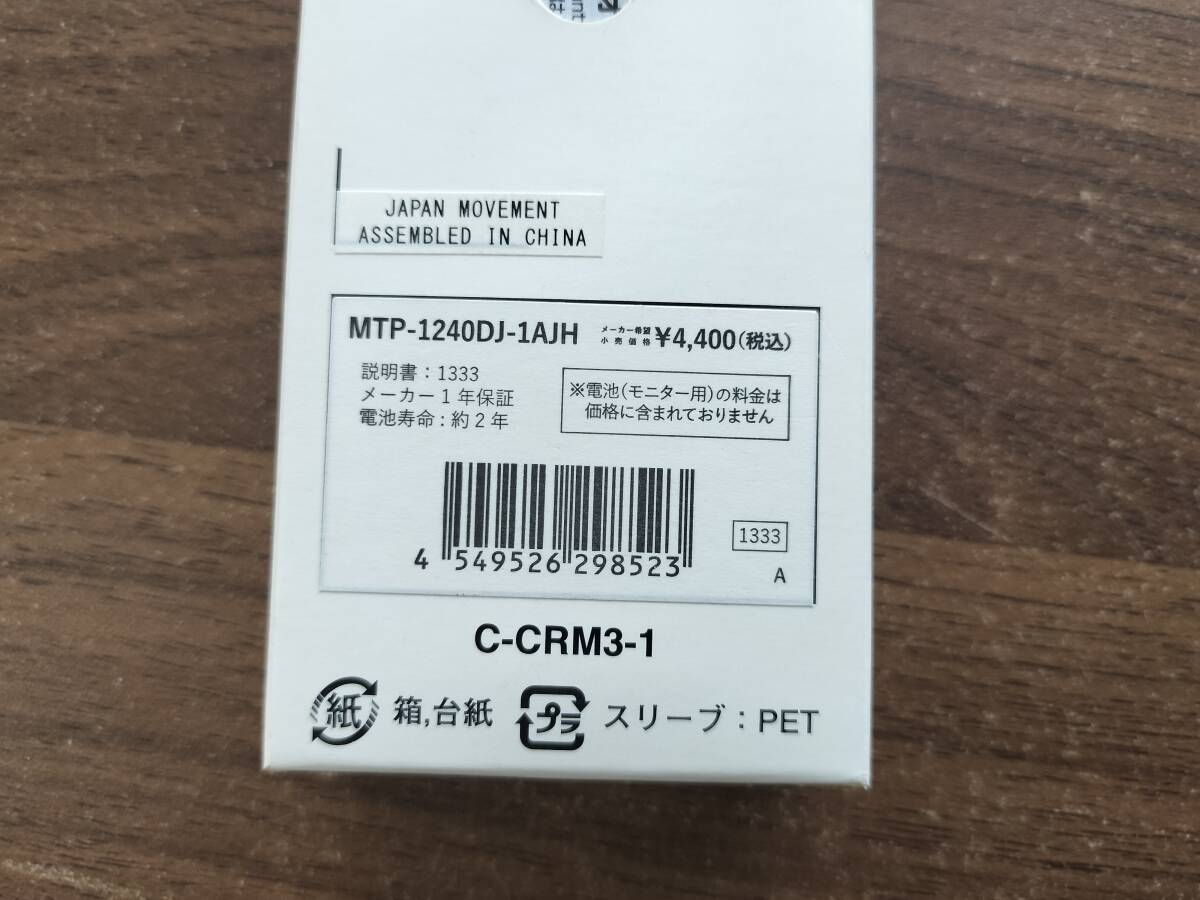 JAPAN MOVEMENT
ASSEMBLED IN CHINA
MTP-1240DJ-1AJH メーカー希望小売価格 ¥4,400(税込)
説明書:1333
メーカー1年保証
電池寿命:約2年
※電池(モニター用)の料金は
価格に含まれておりません
4 549526 298523
1333
A
C-CRM3-1
紙 箱,台紙 プラ スリーブ:PET